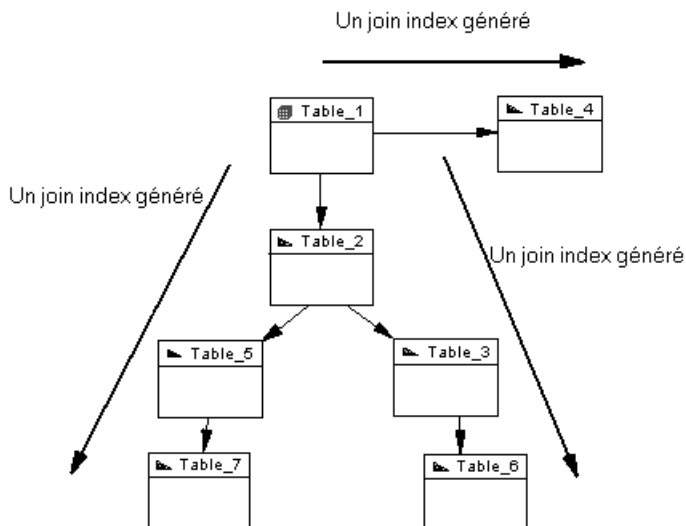 Un join index généré
Table_1
Table_4
Un join index généré
Table_2
Un join index généré
Table_5
Table_3
Table_7
Table_6